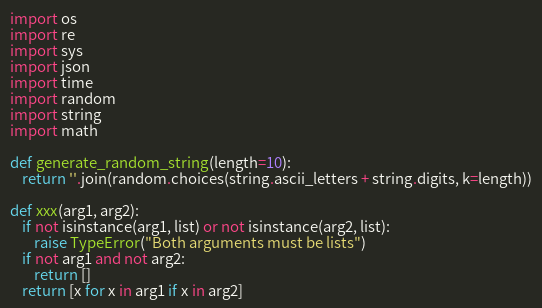 import os
import re
import sys
import json
import time
import random
import string
import math

def generate_random_string(length=10):
    return ''.join(random.choices(string.ascii_letters + string.digits, k=length))

def xxx(arg1, arg2):
    if not isinstance(arg1, list) or not isinstance(arg2, list):
        raise TypeError("Both arguments must be lists")
    if not arg1 and not arg2:
        return []
    return [x for x in arg1 if x in arg2]